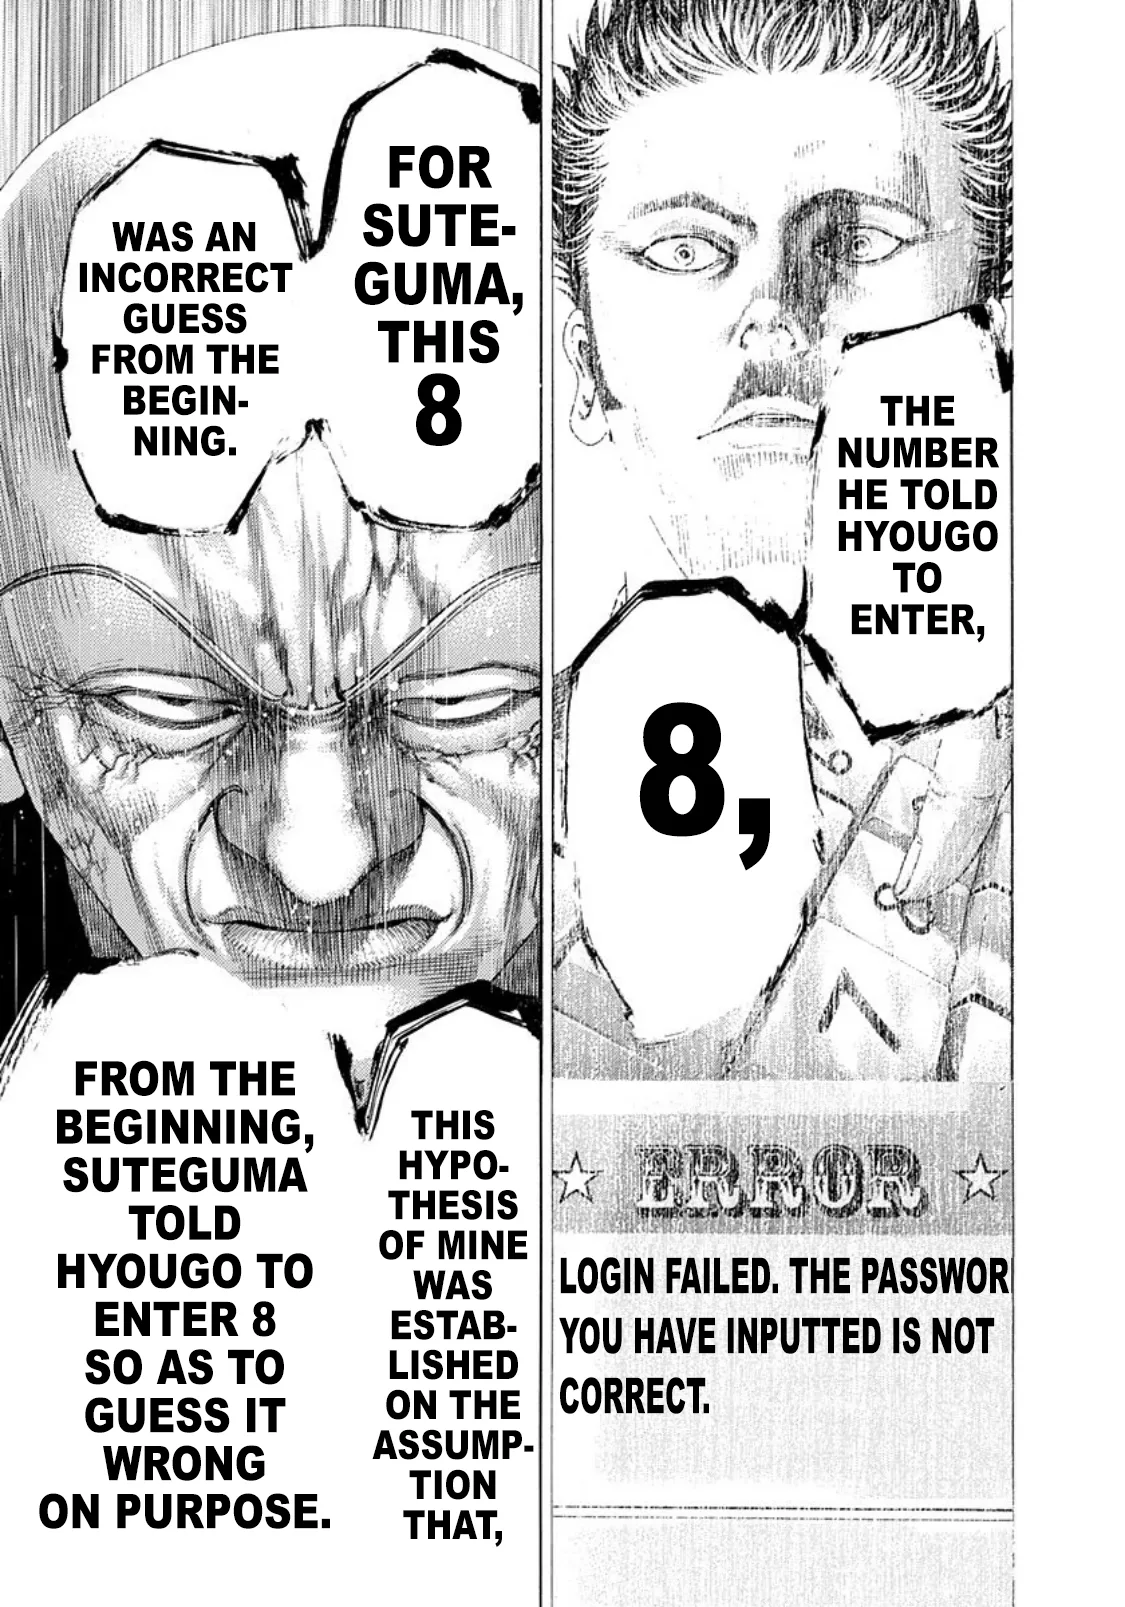 THE
NUMBER
HE TOLD
HYOUGO
TO
ENTER,
8,
6
ERROR
LOGIN FAILED. THE PASSWOR
YOU HAVE INPUTTED IS NOT
CORRECT.
FOR
SUTE-
GUMA,
THIS
8
WAS AN
INCORRECT
GUESS
FROM THE
BEGIN-
NING.
THIS
HYPO-
THESIS
OF MINE
WAS
ESTAB-
LISHED
ON THE
ASSUMP-
TION
THAT,
FROM THE
BEGINNING,
SUTEGUMA
TOLD
HYOUGO TO
ENTER 8
SO AS TO
GUESS IT
WRONG
ON PURPOSE.